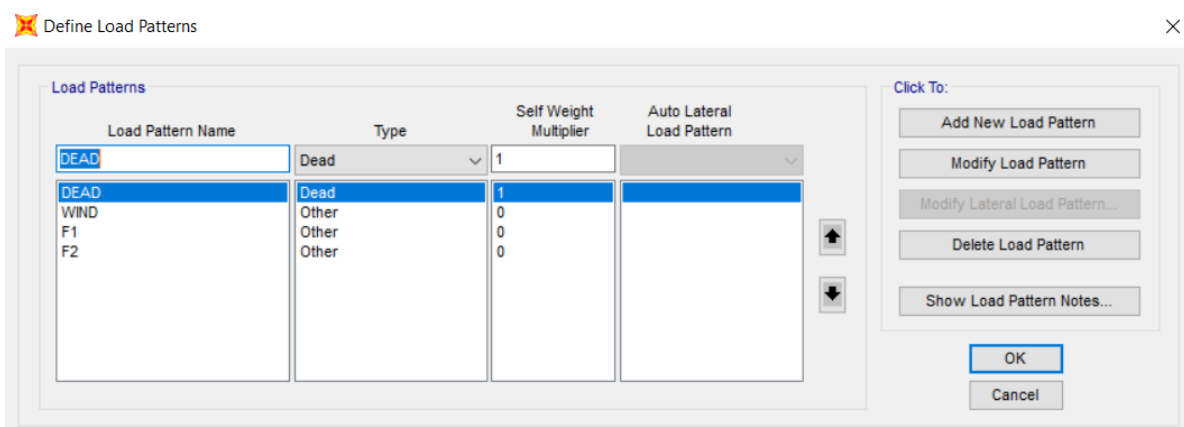 Define Load Patterns
Load Patterns
Click To:
Load Pattern Name Type Self Weight Multiplier Auto Lateral Load Pattern
DEAD Dead 1
DEAD Dead 1
WIND Other 0
F1 Other 0
F2 Other 0
Add New Load Pattern
Modify Load Pattern
Modify Lateral Load Pattern...
Delete Load Pattern
Show Load Pattern Notes...
OK
Cancel